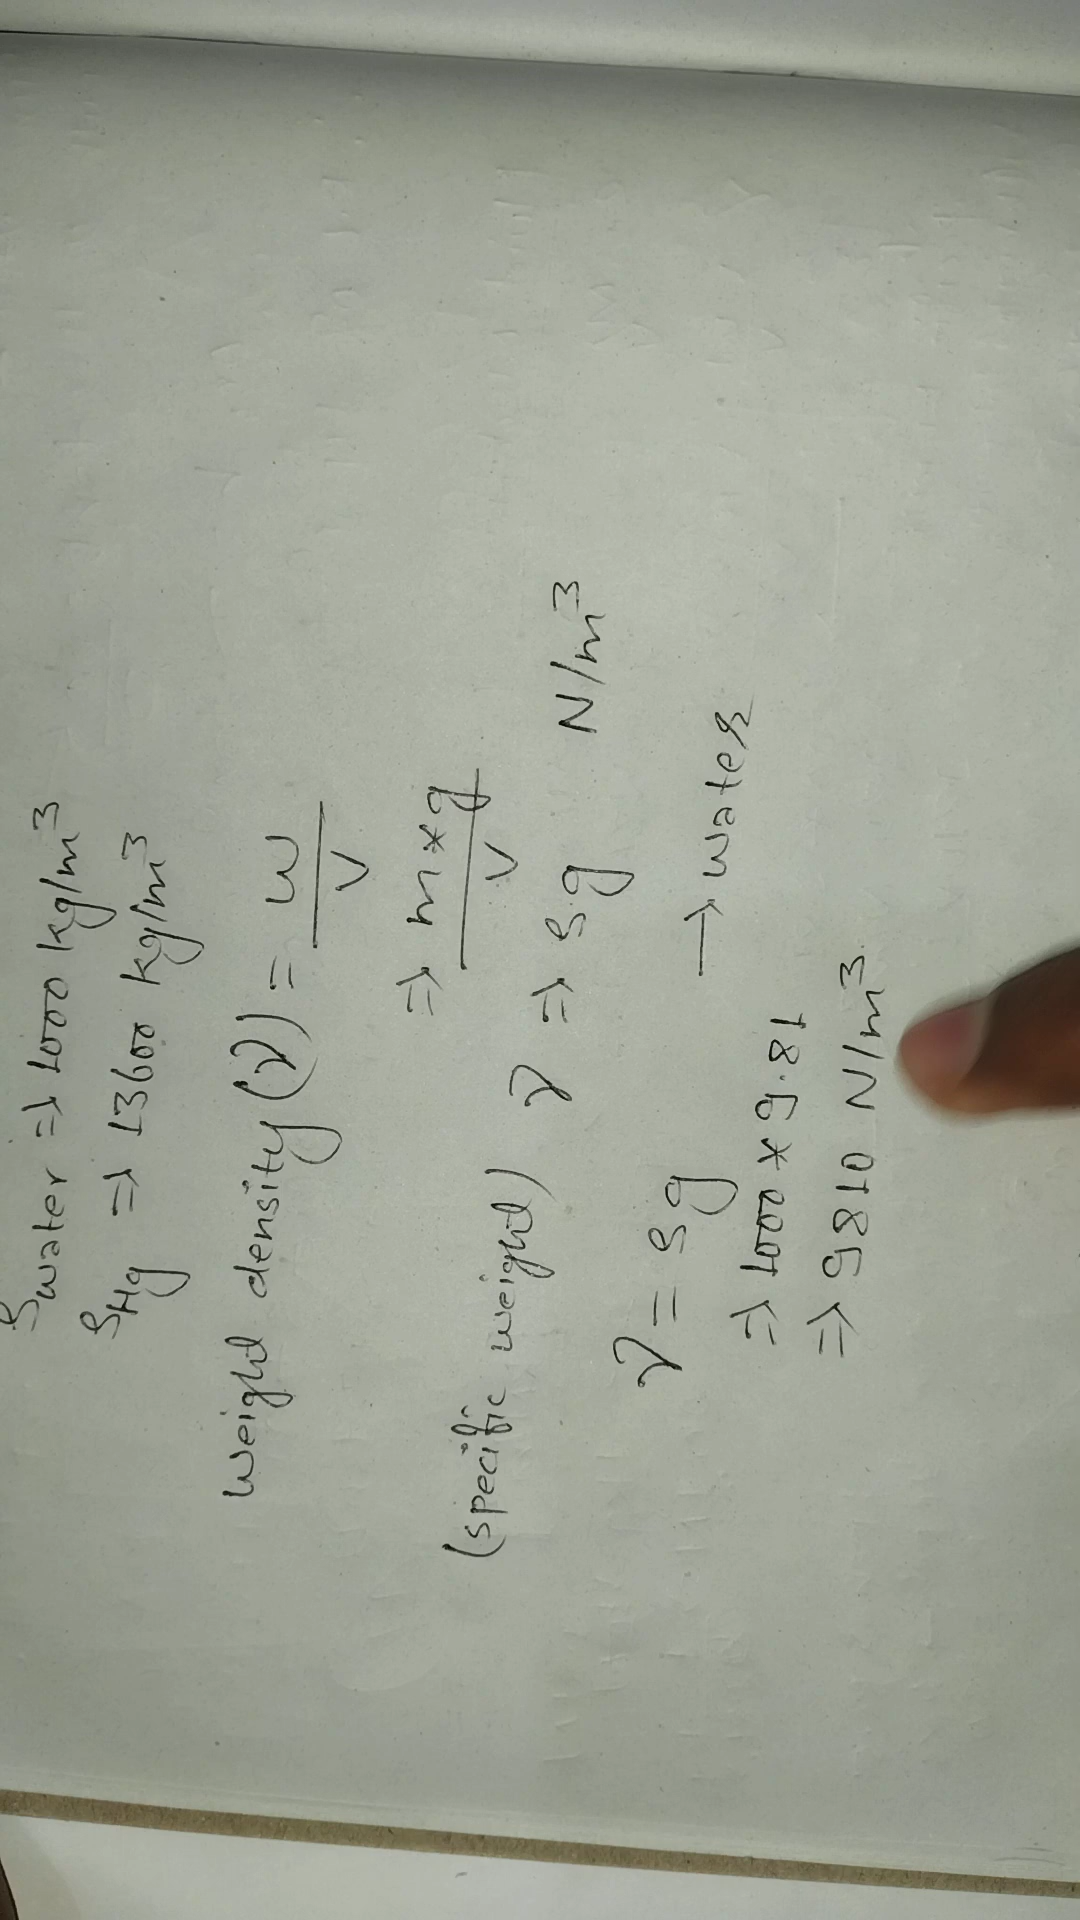 ρwater => 1000 kg/m³
ρHg => 13600 kg/m³
Weight density (γ) = w/V
=> m*g/V
(specific weight) γ => ρg N/m³
γ = ρg → water
=> 1000 * 9.81
=> 9810 N/m³